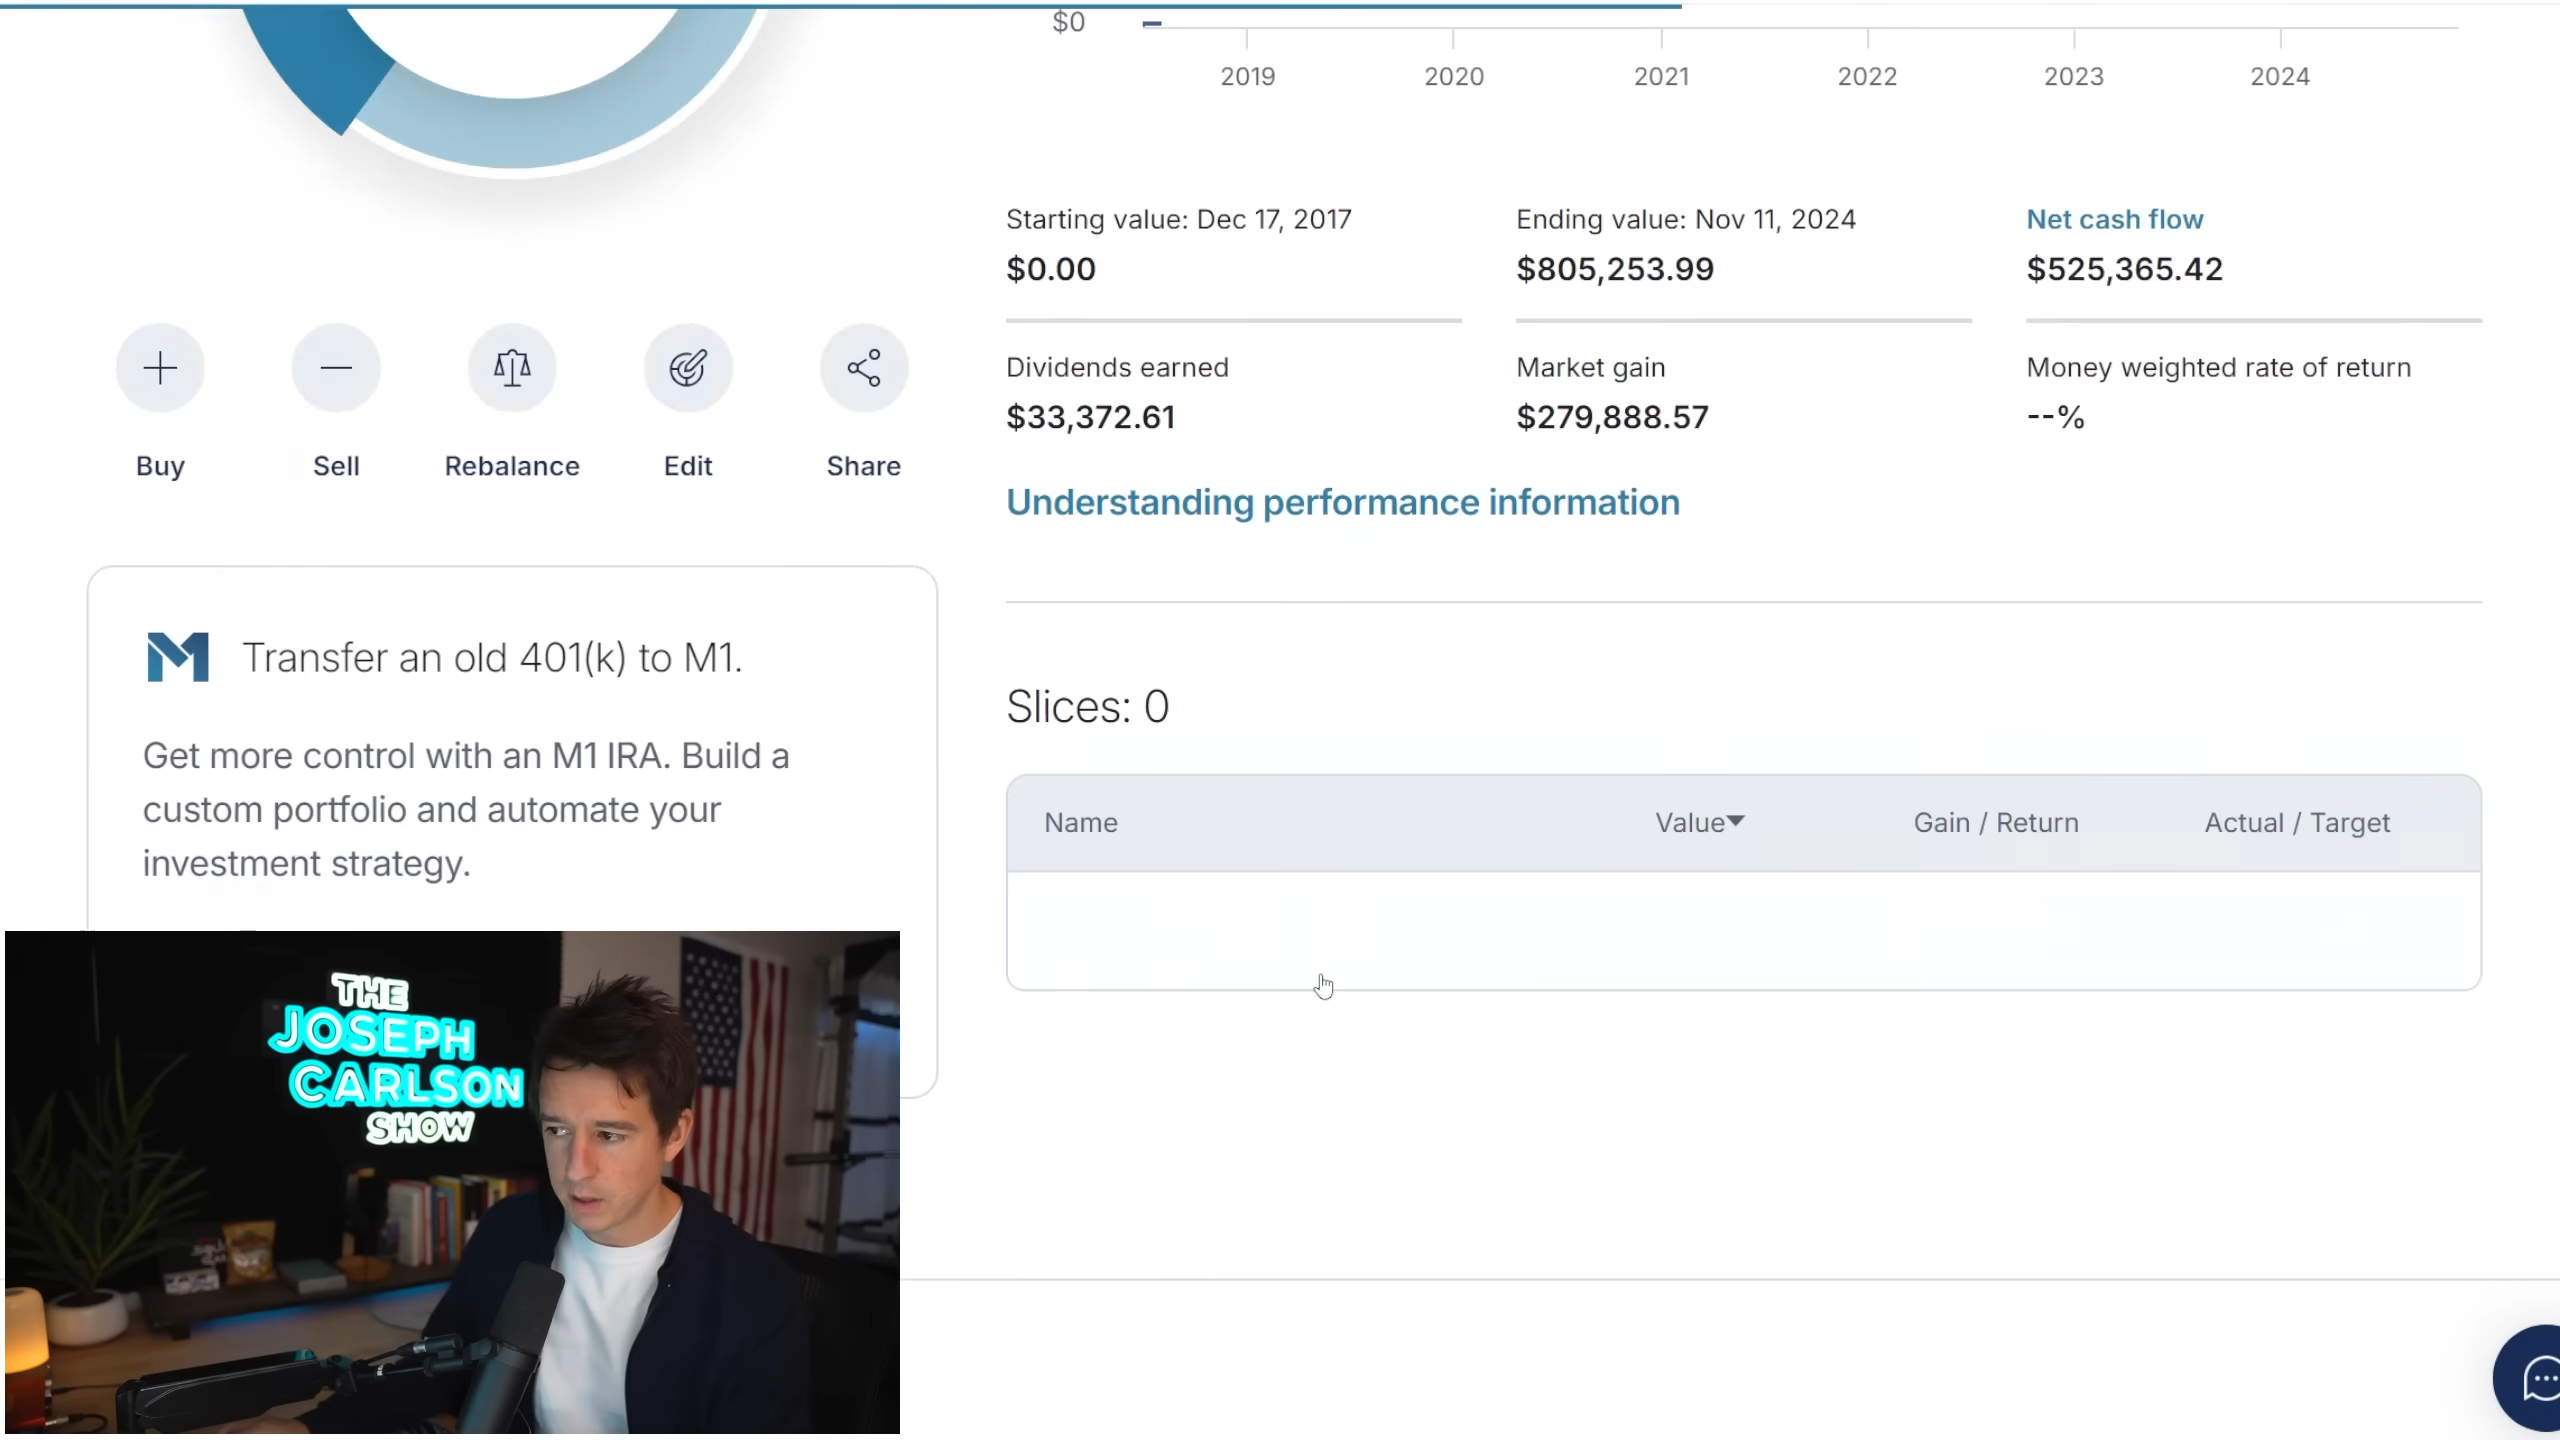 $0
2019 2020 2021 2022 2023 2024
Starting value: Dec 17, 2017
$0.00
Ending value: Nov 11, 2024
$805,253.99
Net cash flow
$525,365.42
Dividends earned
$33,372.61
Market gain
$279,888.57
Money weighted rate of return
--%
Understanding performance information
Buy
Sell
Rebalance
Edit
Share
M Transfer an old 401(k) to M1.
Get more control with an M1 IRA. Build a
custom portfolio and automate your
investment strategy.
Slices: 0
Name Value Gain / Return Actual / Target
THE
JOSEPH
CARLSON
SHOW